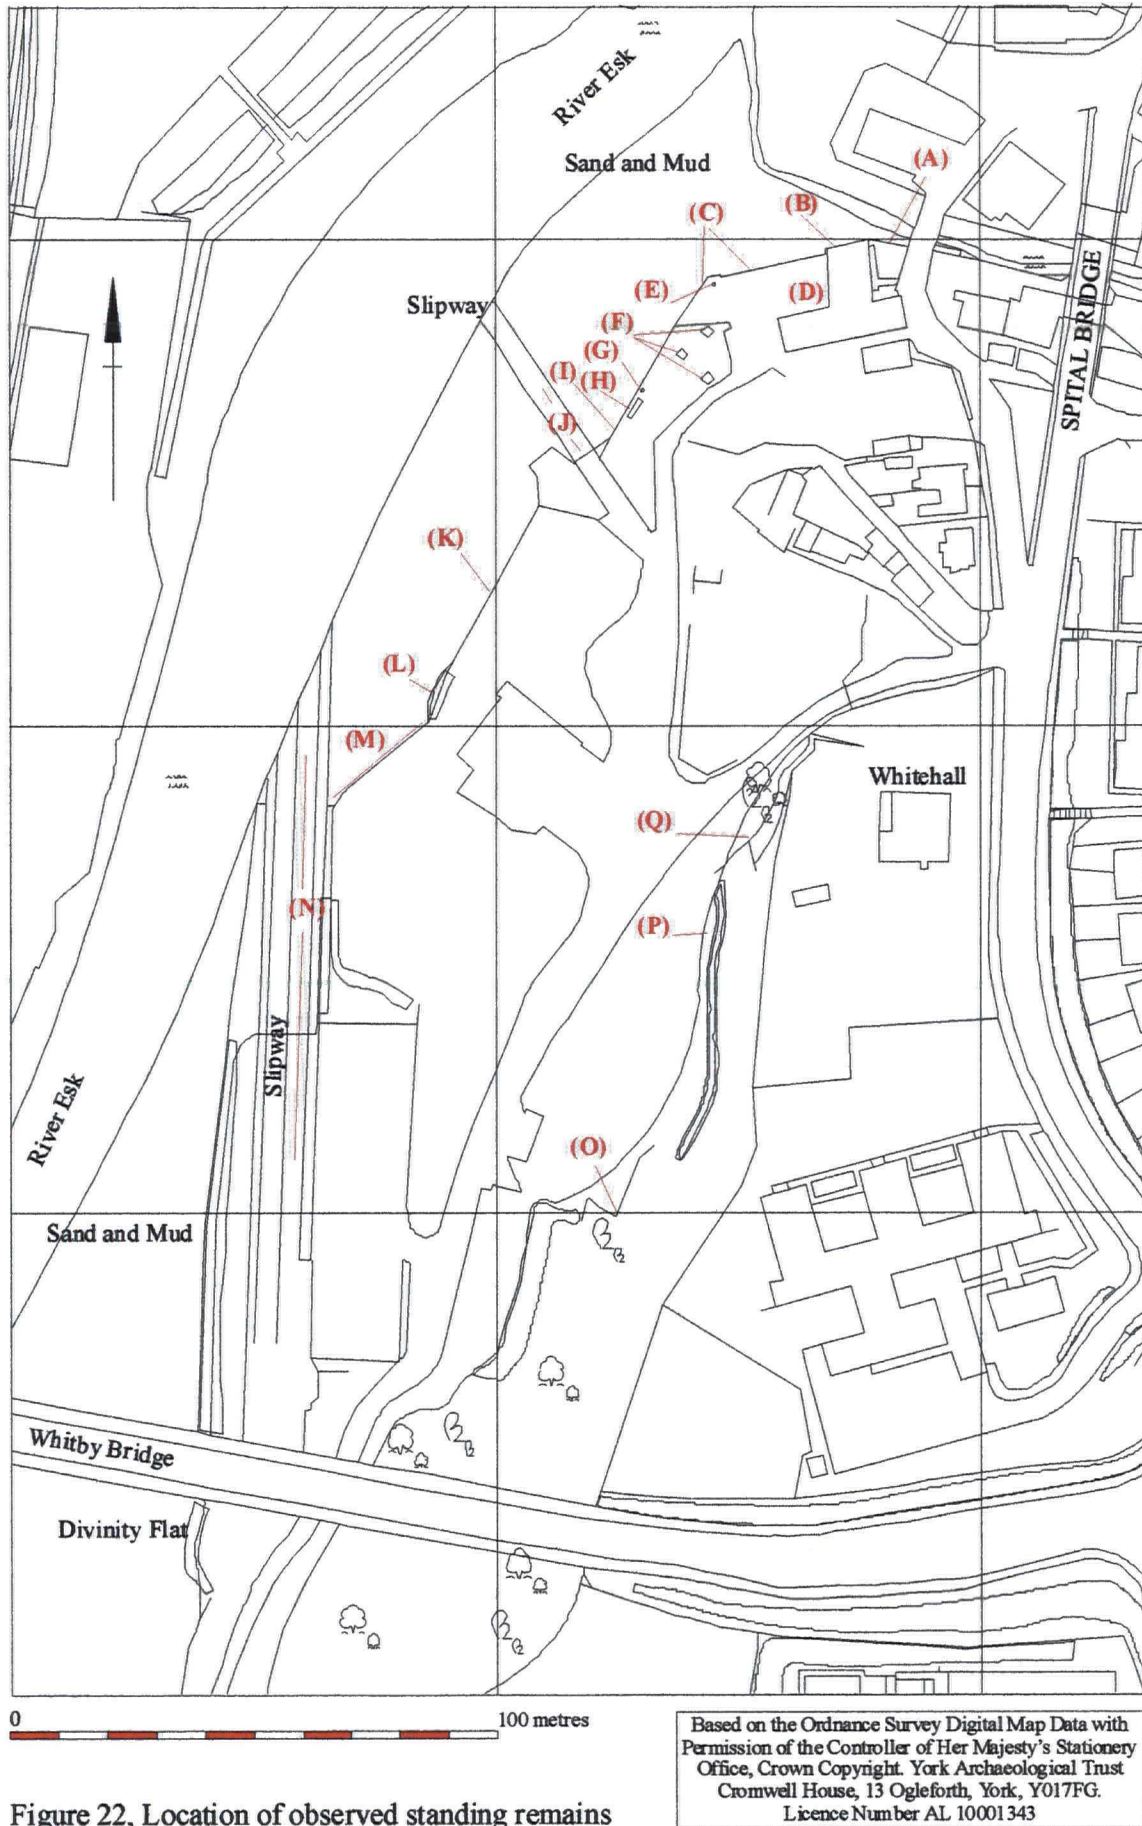 River Esk
Sand and Mud
(A)
(B)
(C)
SPITAL BRIDGE
(E)
(D)
Slipway
(F)
(G)
(I)
(H)
(J)
(K)
(L)
(M)
Whitehall
(Q)
(N)
(P)
Slipway
River Esk
(O)
Sand and Mud
Whitby Bridge
Divinity Flat
0
100 metres
Based on the Ordnance Survey Digital Map Data with
Permission of the Controller of Her Majesty's Stationery
Office, Crown Copyright. York Archaeological Trust
Cromwell House, 13 Ogleforth, York, Y017FG.
Licence Number AL 10001343
Figure 22, Location of observed standing remains